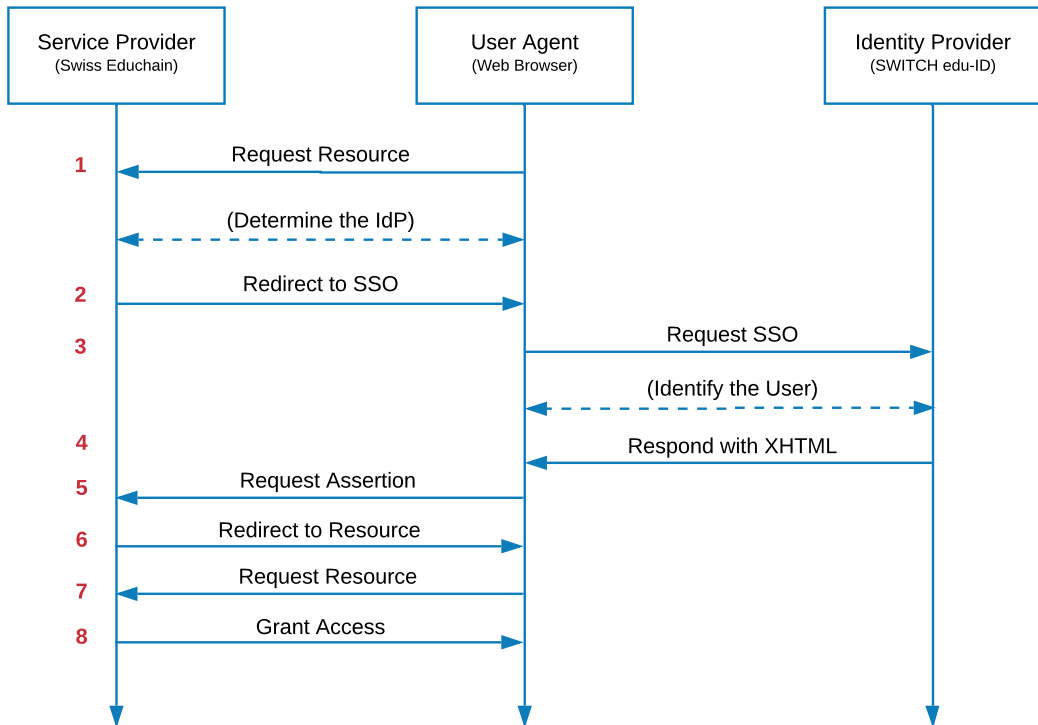 Service Provider
(Swiss Educhain)
User Agent
(Web Browser)
Identity Provider
(SWITCH edu-ID)
1
Request Resource
(Determine the IdP)
2
Redirect to SSO
3
Request SSO
(Identify the User)
4
Respond with XHTML
5
Request Assertion
6
Redirect to Resource
7
Request Resource
8
Grant Access